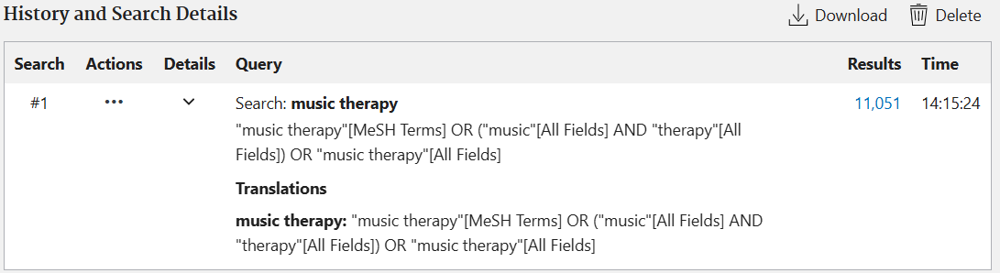 History and Search Details
Download
Delete
Search Actions Details Query Results Time
#1 ••• Search: music therapy 11,051 14:15:24
"music therapy"[MeSH Terms] OR ("music"[All Fields] AND "therapy"[All
Fields]) OR "music therapy"[All Fields]
Translations
music therapy: "music therapy"[MeSH Terms] OR ("music"[All Fields] AND
"therapy"[All Fields]) OR "music therapy"[All Fields]